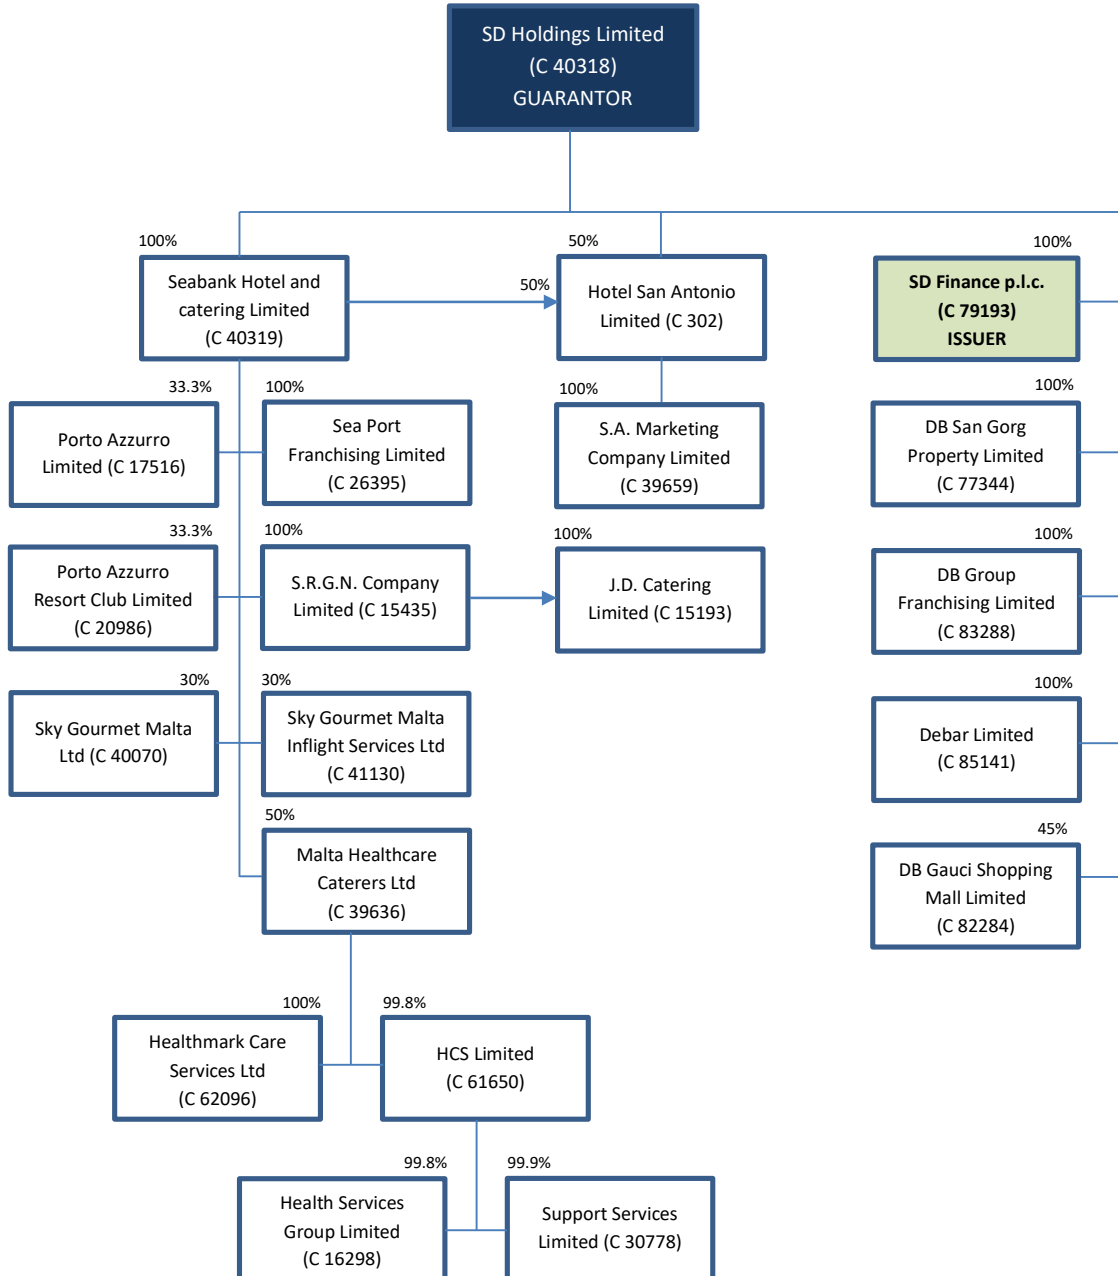 SD Holdings Limited
(C 40318)
GUARANTOR
100%
Seabank Hotel and
catering Limited
(C 40319)
50%
50%
Hotel San Antonio
Limited (C 302)
100%
SD Finance p.l.c.
(C 79193)
ISSUER
33.3%
Porto Azzurro
Limited (C 17516)
100%
Sea Port
Franchising Limited
(C 26395)
100%
S.A. Marketing
Company Limited
(C 39659)
100%
DB San Gorg
Property Limited
(C 77344)
33.3%
Porto Azzurro
Resort Club Limited
(C 20986)
100%
S.R.G.N. Company
Limited (C 15435)
100%
J.D. Catering
Limited (C 15193)
100%
DB Group
Franchising Limited
(C 83288)
30%
Sky Gourmet Malta
Ltd (C 40070)
30%
Sky Gourmet Malta
Inflight Services Ltd
(C 41130)
100%
Debar Limited
(C 85141)
50%
Malta Healthcare
Caterers Ltd
(C 39636)
45%
DB Gauci Shopping
Mall Limited
(C 82284)
100%
Healthmark Care
Services Ltd
(C 62096)
99.8%
HCS Limited
(C 61650)
99.8%
Health Services
Group Limited
(C 16298)
99.9%
Support Services
Limited (C 30778)